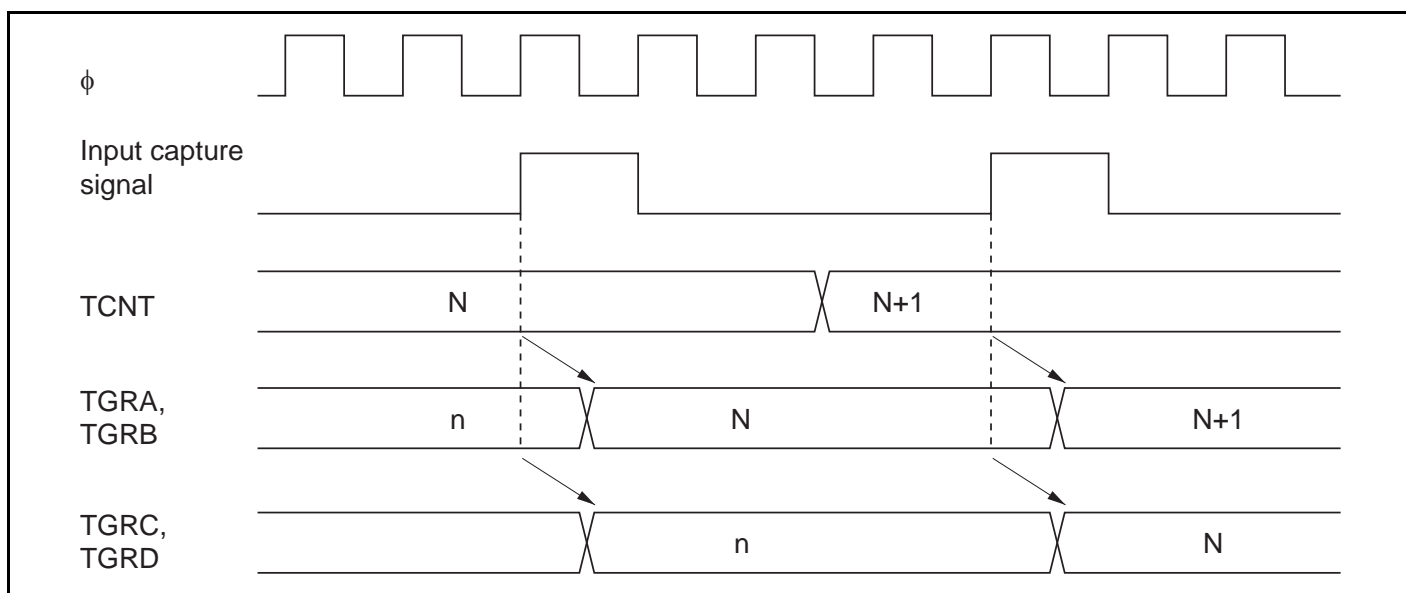 ϕ
Input capture
signal
TCNT
N
N+1
TGRA,
TGRB
n
N
N+1
TGRC,
TGRD
n
N